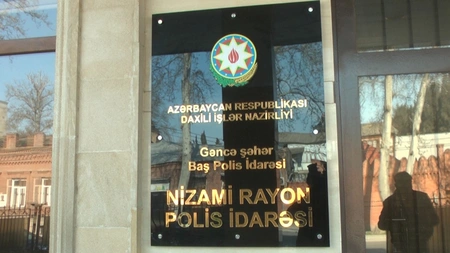 AZƏRBAYCAN RESPUBLİKASI
DAXİLİ İŞLƏR NAZİRLİYİ
Gəncə şəhər
Baş Polis İdarəsi
NİZAMİ RAYON
POLİS İDARƏSİ